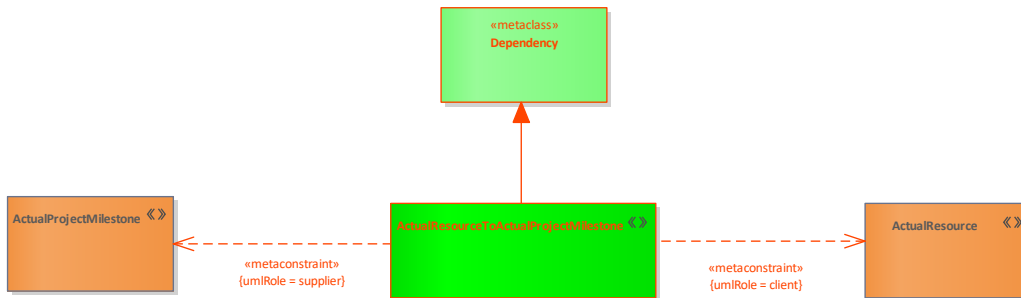 «metaclass»
Dependency
ActualProjectMilestone «»
ActualResourceToActualProjectMilestone «»
ActualResource «»
«metaconstraint»
{umlRole = supplier}
«metaconstraint»
{umlRole = client}